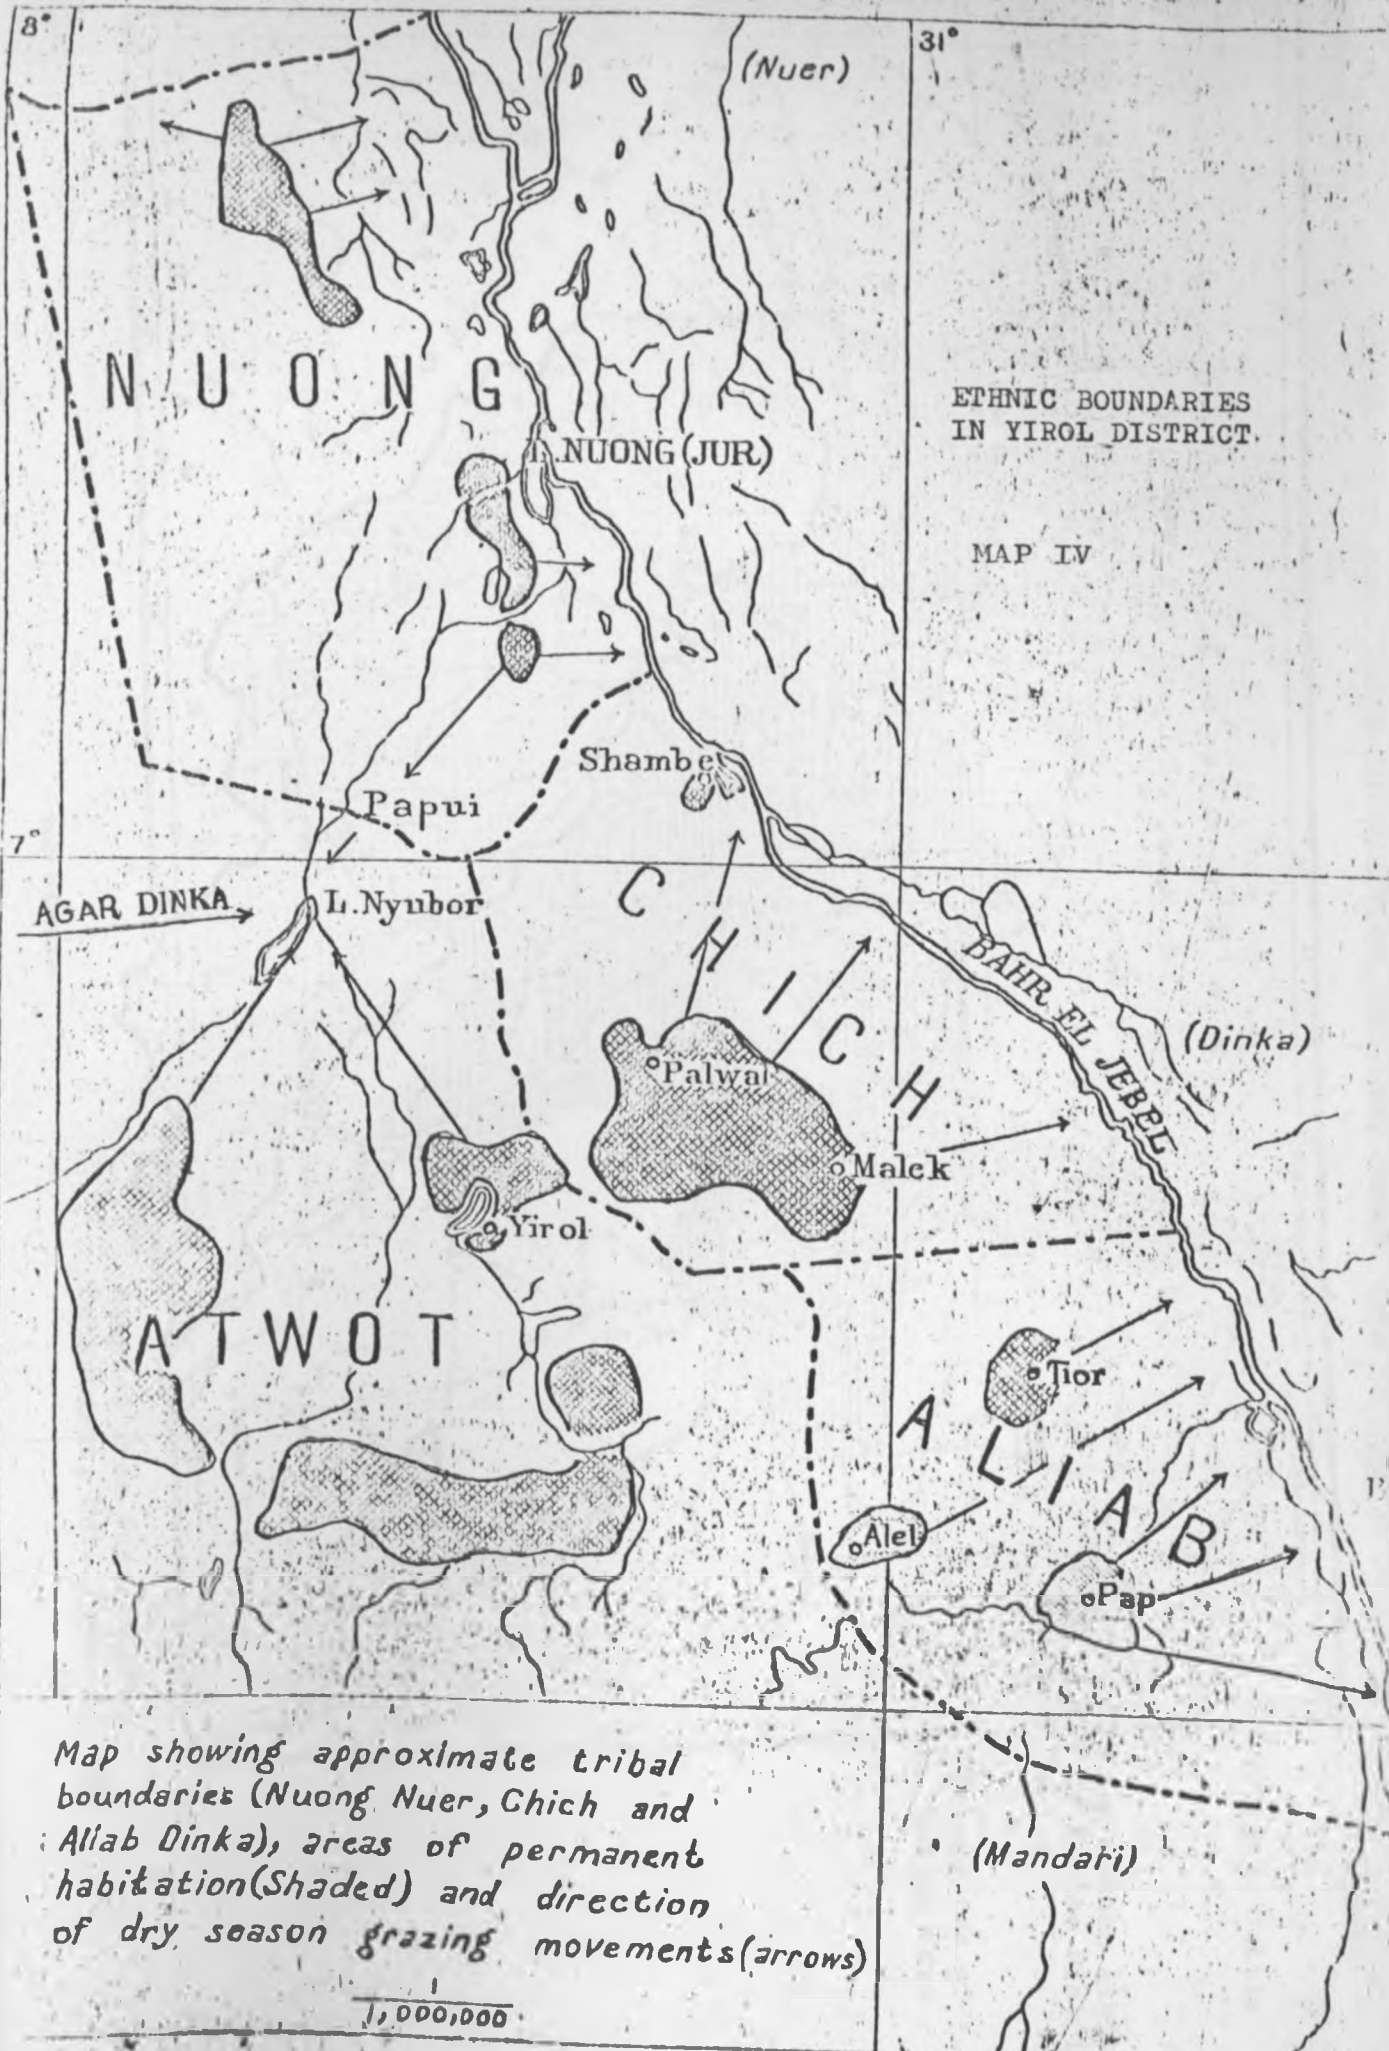 8°
31°
(Nuer)
NUONG
ETHNIC BOUNDARIES
IN YIROL DISTRICT.
L.NUONG (JUR)
MAP IV
Shambe
Papui
7°
CHICH
AGAR DINKA
L.Nyubor
BAHR EL JEBEL
(Dinka)
Palwal
Malek
Yirol
ATWOT
Tior
ALIAB
Alel
Pap
Map showing approximate tribal
boundaries (Nuong Nuer, Chich and
Aliab Dinka), areas of permanent
habitation (Shaded) and direction
of dry season grazing movements (arrows)
(Mandari)
1
1,000,000